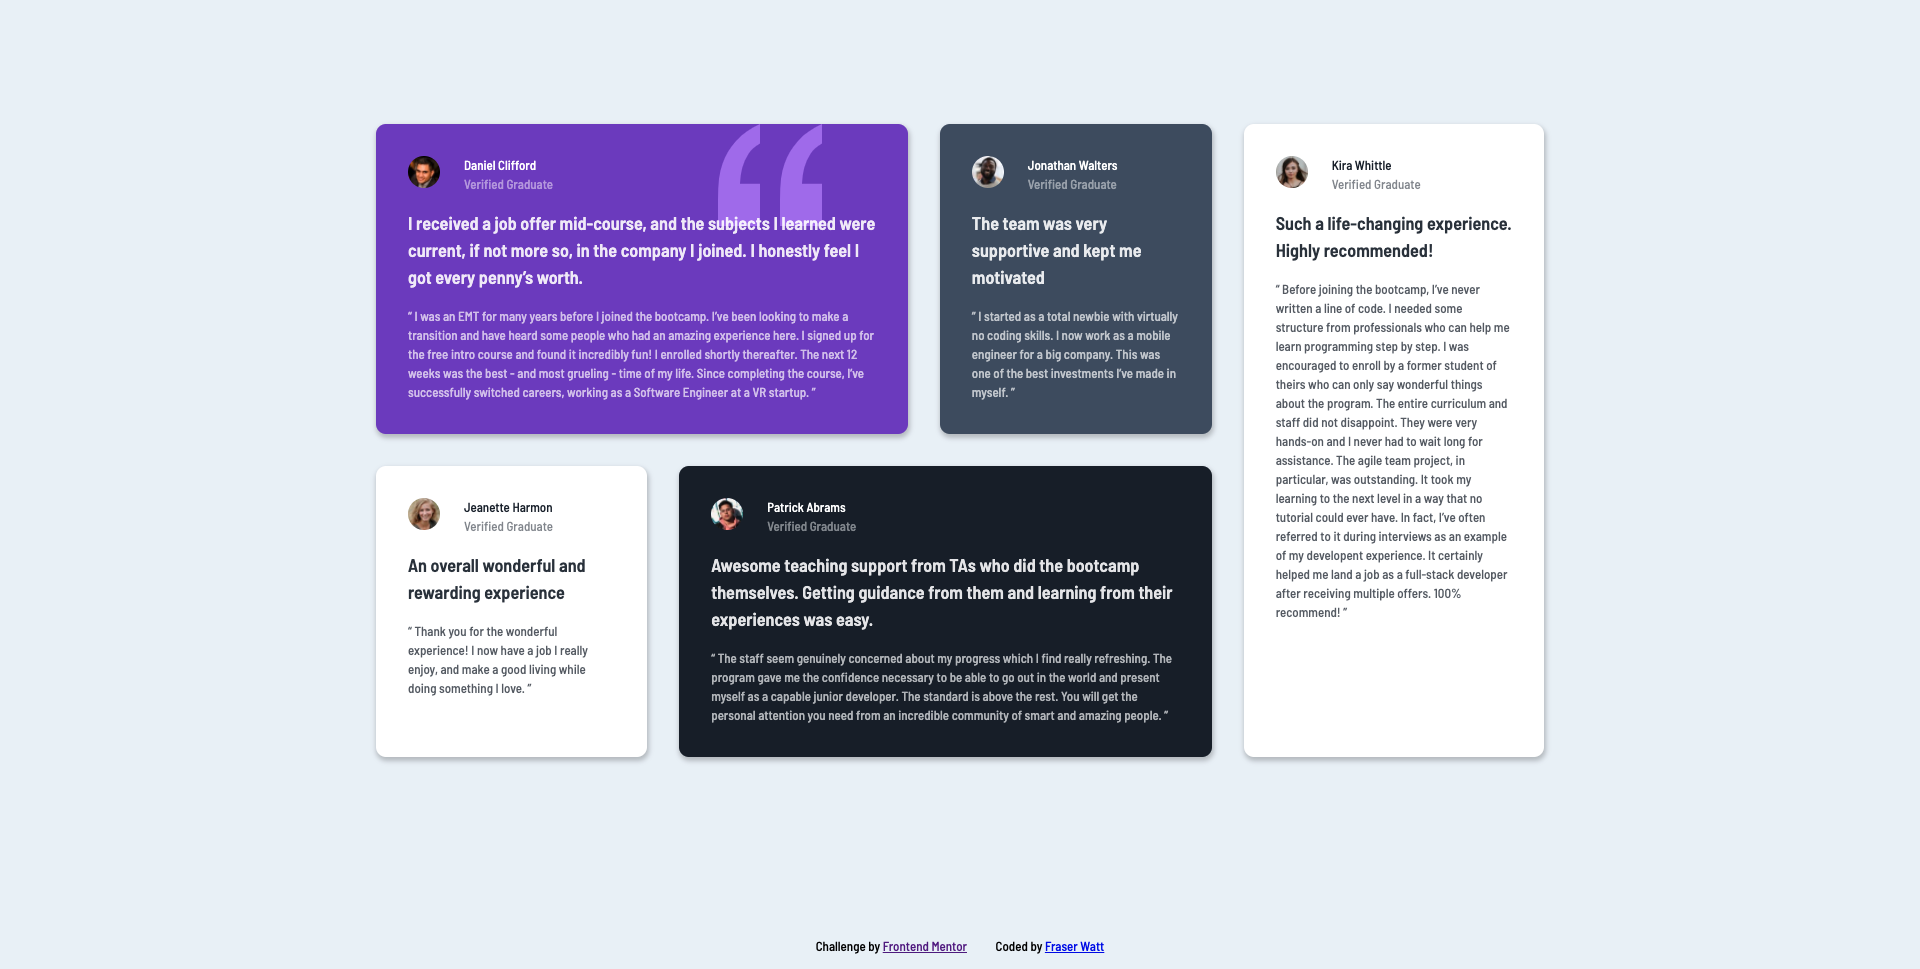 Daniel Clifford
Verified Graduate
I received a job offer mid-course, and the subjects I learned were
current, if not more so, in the company I joined. I honestly feel I
got every penny’s worth.
“ I was an EMT for many years before I joined the bootcamp. I’ve been looking to make a
transition and have heard some people who had an amazing experience here. I signed up for
the free intro course and found it incredibly fun! I enrolled shortly thereafter. The next 12
weeks was the best - and most grueling - time of my life. Since completing the course, I’ve
successfully switched careers, working as a Software Engineer at a VR startup. ”
Jonathan Walters
Verified Graduate
The team was very
supportive and kept me
motivated
“ I started as a total newbie with virtually
no coding skills. I now work as a mobile
engineer for a big company. This was
one of the best investments I’ve made in
myself. ”
Kira Whittle
Verified Graduate
Such a life-changing experience.
Highly recommended!
“ Before joining the bootcamp, I’ve never
written a line of code. I needed some
structure from professionals who can help me
learn programming step by step. I was
encouraged to enroll by a former student of
theirs who can only say wonderful things
about the program. The entire curriculum and
staff did not disappoint. They were very
hands-on and I never had to wait long for
assistance. The agile team project, in
particular, was outstanding. It took my
learning to the next level in a way that no
tutorial could ever have. In fact, I’ve often
referred to it during interviews as an example
of my developent experience. It certainly
helped me land a job as a full-stack developer
after receiving multiple offers. 100%
recommend! ”
Jeanette Harmon
Verified Graduate
An overall wonderful and
rewarding experience
“ Thank you for the wonderful
experience! I now have a job I really
enjoy, and make a good living while
doing something I love. ”
Patrick Abrams
Verified Graduate
Awesome teaching support from TAs who did the bootcamp
themselves. Getting guidance from them and learning from their
experiences was easy.
“ The staff seem genuinely concerned about my progress which I find really refreshing. The
program gave me the confidence necessary to be able to go out in the world and present
myself as a capable junior developer. The standard is above the rest. You will get the
personal attention you need from an incredible community of smart and amazing people. ”
Challenge by Frontend Mentor Coded by Fraser Watt